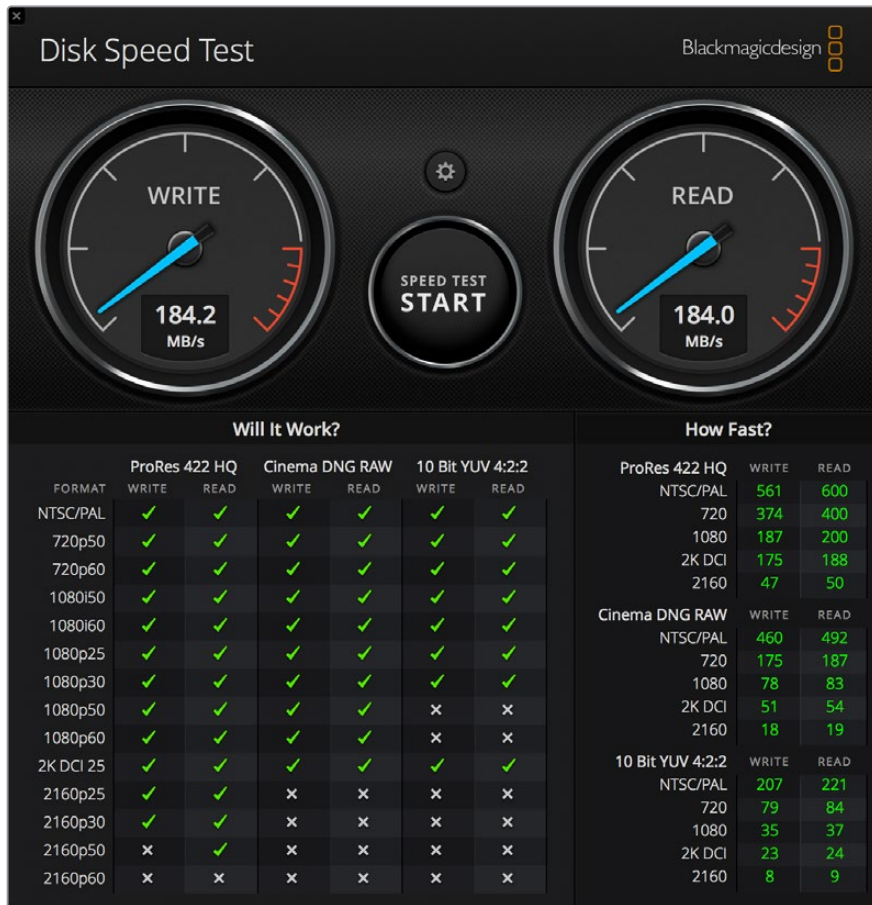 Disk Speed Test
Blackmagicdesign
WRITE
184.2
MB/s
SPEED TEST
START
READ
184.0
MB/s
Will It Work?
ProRes 422 HQ Cinema DNG RAW 10 Bit YUV 4:2:2
FORMAT WRITE READ WRITE READ WRITE READ
NTSC/PAL
720p50
720p60
1080i50
1080i60
1080p25
1080p30
1080p50
1080p60
2K DCI 25
2160p25
2160p30
2160p50
2160p60
How Fast?
ProRes 422 HQ WRITE READ
NTSC/PAL 561 600
720 374 400
1080 187 200
2K DCI 175 188
2160 47 50
Cinema DNG RAW WRITE READ
NTSC/PAL 460 492
720 175 187
1080 78 83
2K DCI 51 54
2160 18 19
10 Bit YUV 4:2:2 WRITE READ
NTSC/PAL 207 221
720 79 84
1080 35 37
2K DCI 23 24
2160 8 9